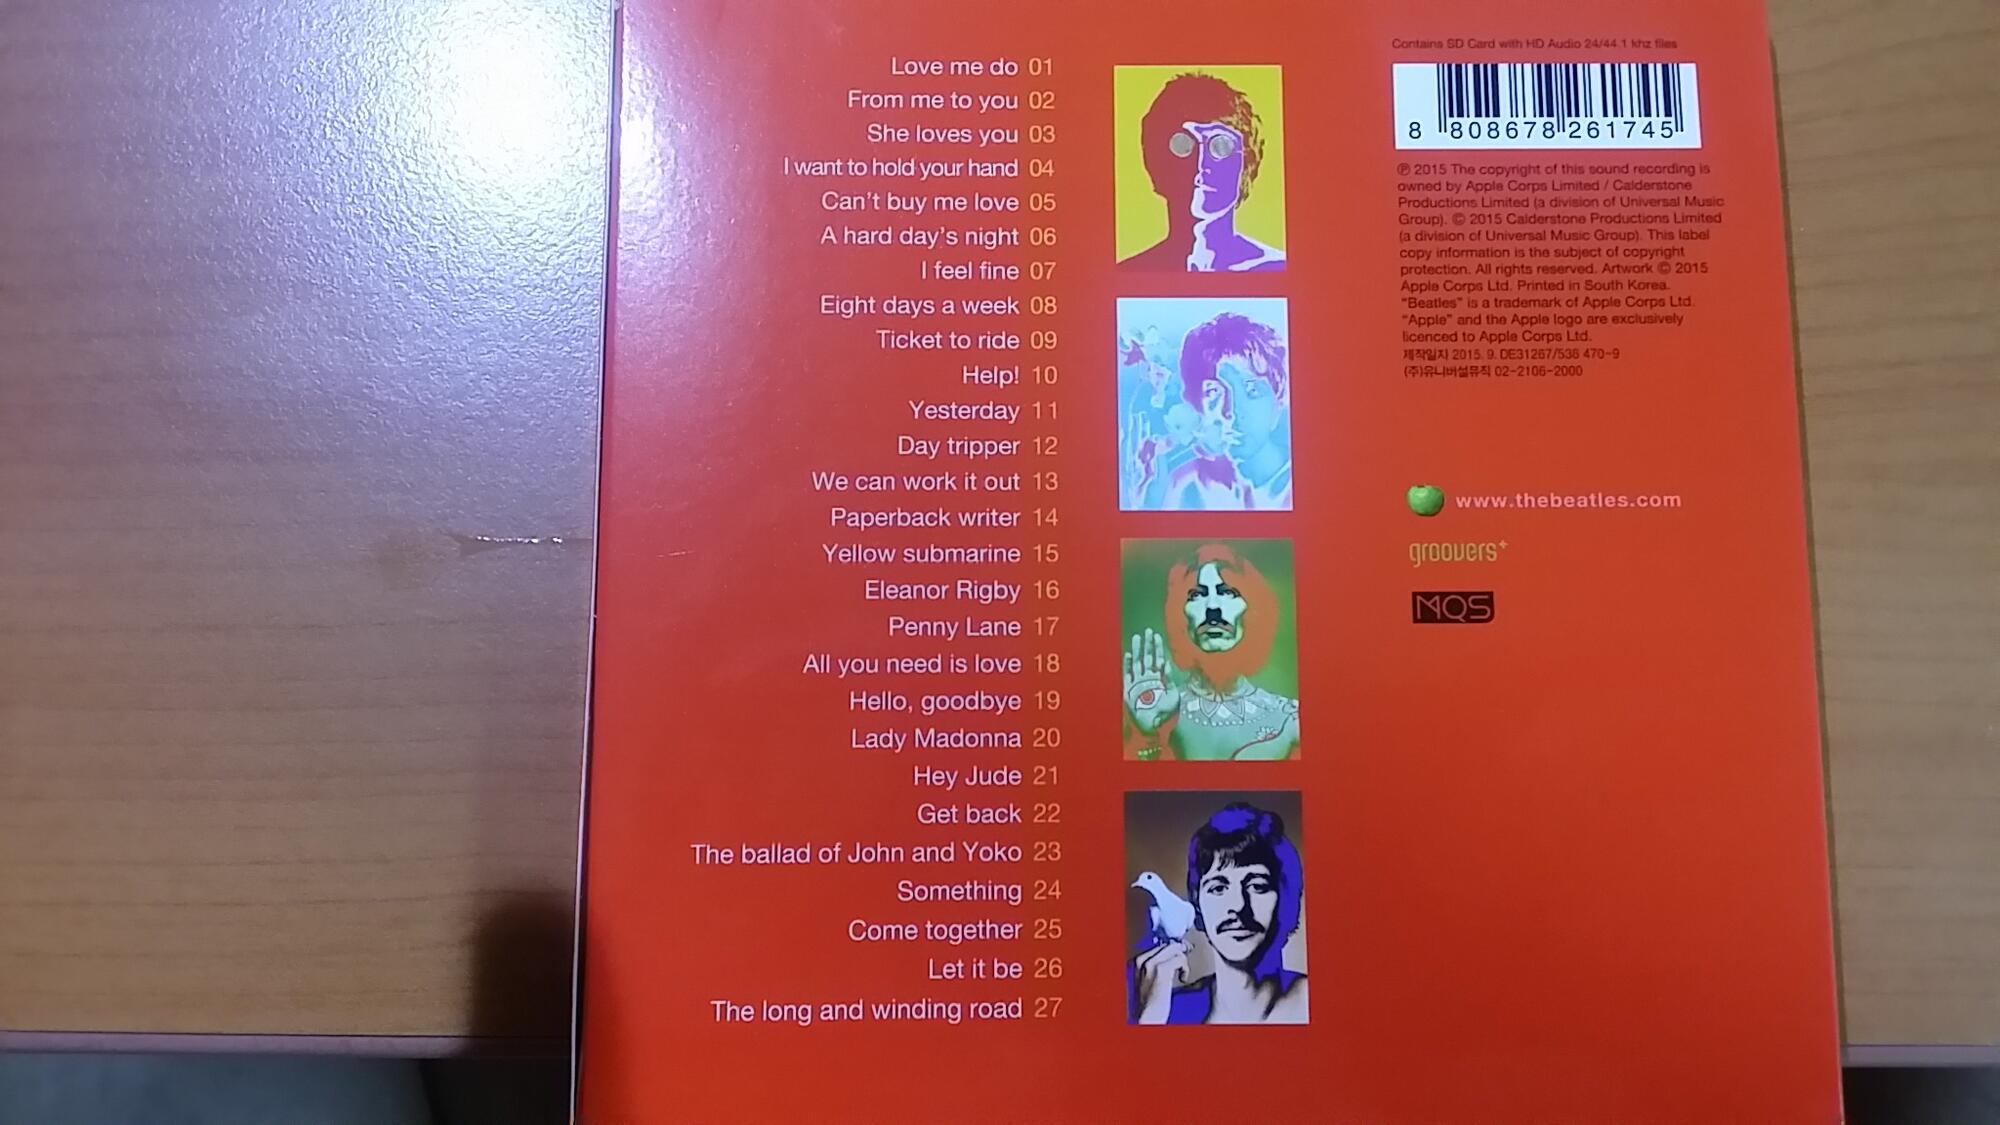 Love me do 01
From me to you 02
She loves you 03
I want to hold your hand 04
Can't buy me love 05
A hard day's night 06
I feel fine 07
Eight days a week 08
Ticket to ride 09
Help! 10
Yesterday 11
Day tripper 12
We can work it out 13
Paperback writer 14
Yellow submarine 15
Eleanor Rigby 16
Penny Lane 17
All you need is love 18
Hello, goodbye 19
Lady Madonna 20
Hey Jude 21
Get back 22
The ballad of John and Yoko 23
Something 24
Come together 25
Let it be 26
The long and winding road 27
Contains SD Card with HD Audio 24/44.1 khz files
8 808678 261745
℗ 2015 The copyright of this sound recording is
owned by Apple Corps Limited / Calderstone
Productions Limited (a division of Universal Music
Group). © 2015 Calderstone Productions Limited
(a division of Universal Music Group). This label
copy information is the subject of copyright
protection. All rights reserved. Artwork © 2015
Apple Corps Ltd. Printed in South Korea.
"Beatles" is a trademark of Apple Corps Ltd.
"Apple" and the Apple logo are exclusively
licenced to Apple Corps Ltd.
제작일자 2015. 9. DE31267/536 470-9
(주)유니버설뮤직 02-2106-2000
www.thebeatles.com
groovers+
MQS